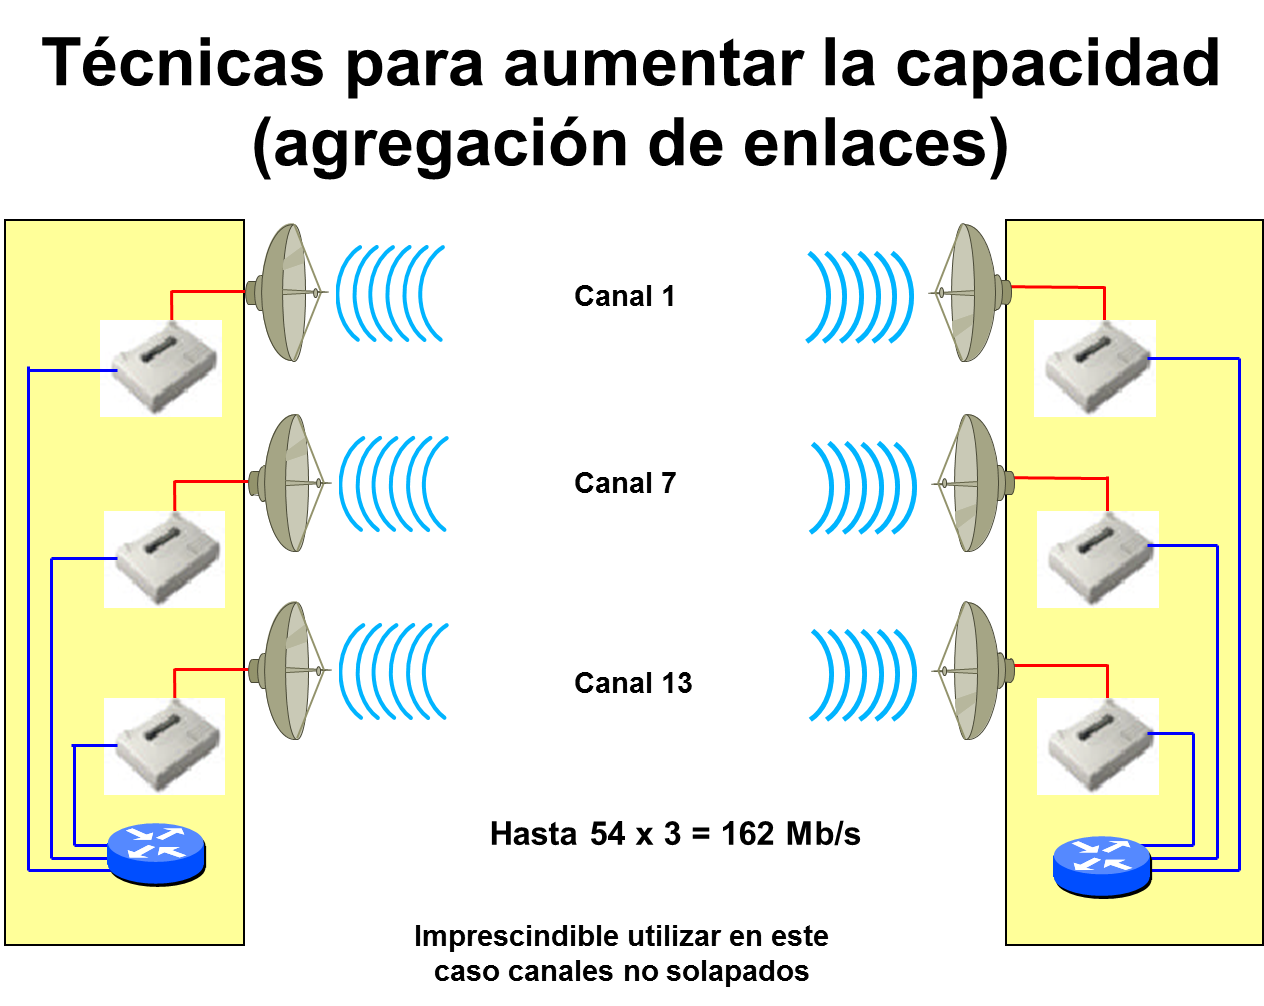 Técnicas para aumentar la capacidad
(agregación de enlaces)
Canal 1
Canal 7
Canal 13
Hasta 54 x 3 = 162 Mb/s
Imprescindible utilizar en este
caso canales no solapados